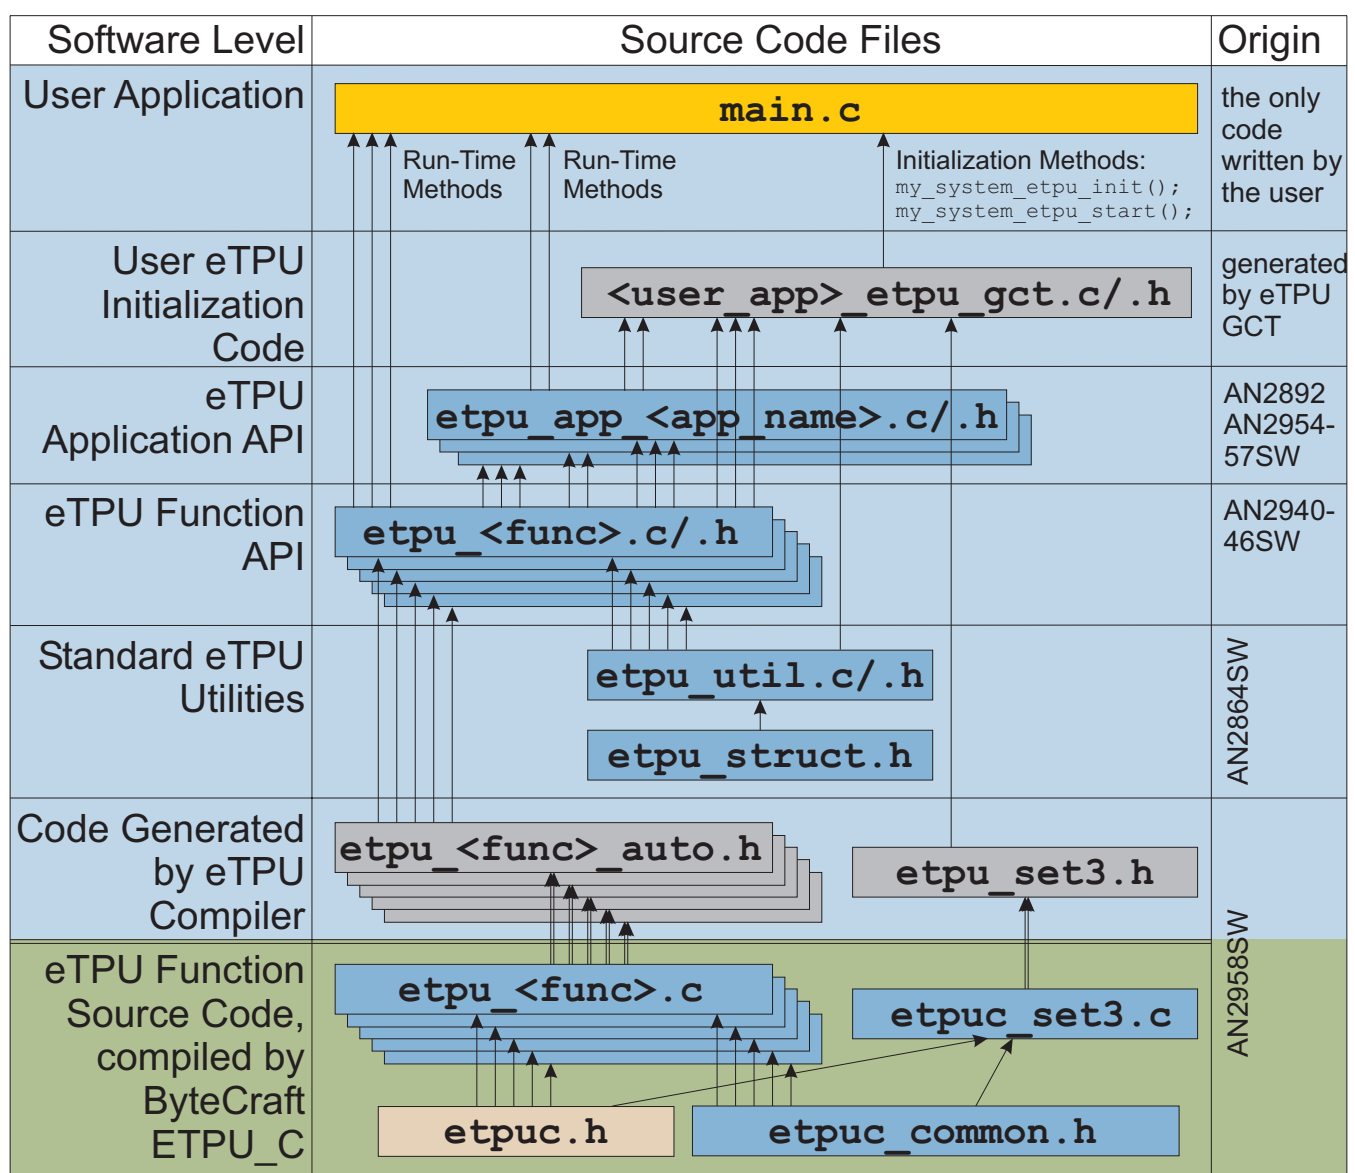 Software Level
Source Code Files
Origin
User Application
main.c
the only
code
written by
the user
Run-Time
Methods
Run-Time
Methods
Initialization Methods:
my_system_etpu_init();
my_system_etpu_start();
User eTPU
Initialization
Code
<user_app>_etpu_gct.c/.h
generated
by eTPU
GCT
eTPU
Application API
etpu_app_<app_name>.c/.h
AN2892
AN2954-
57SW
eTPU Function
API
etpu_<func>.c/.h
AN2940-
46SW
Standard eTPU
Utilities
etpu_util.c/.h
etpu_struct.h
AN2864SW
Code Generated
by eTPU
Compiler
etpu_<func>_auto.h
etpu_set3.h
AN2958SW
eTPU Function
Source Code,
compiled by
ByteCraft
ETPU_C
etpu_<func>.c
etpuc_set3.c
etpuc.h
etpuc_common.h